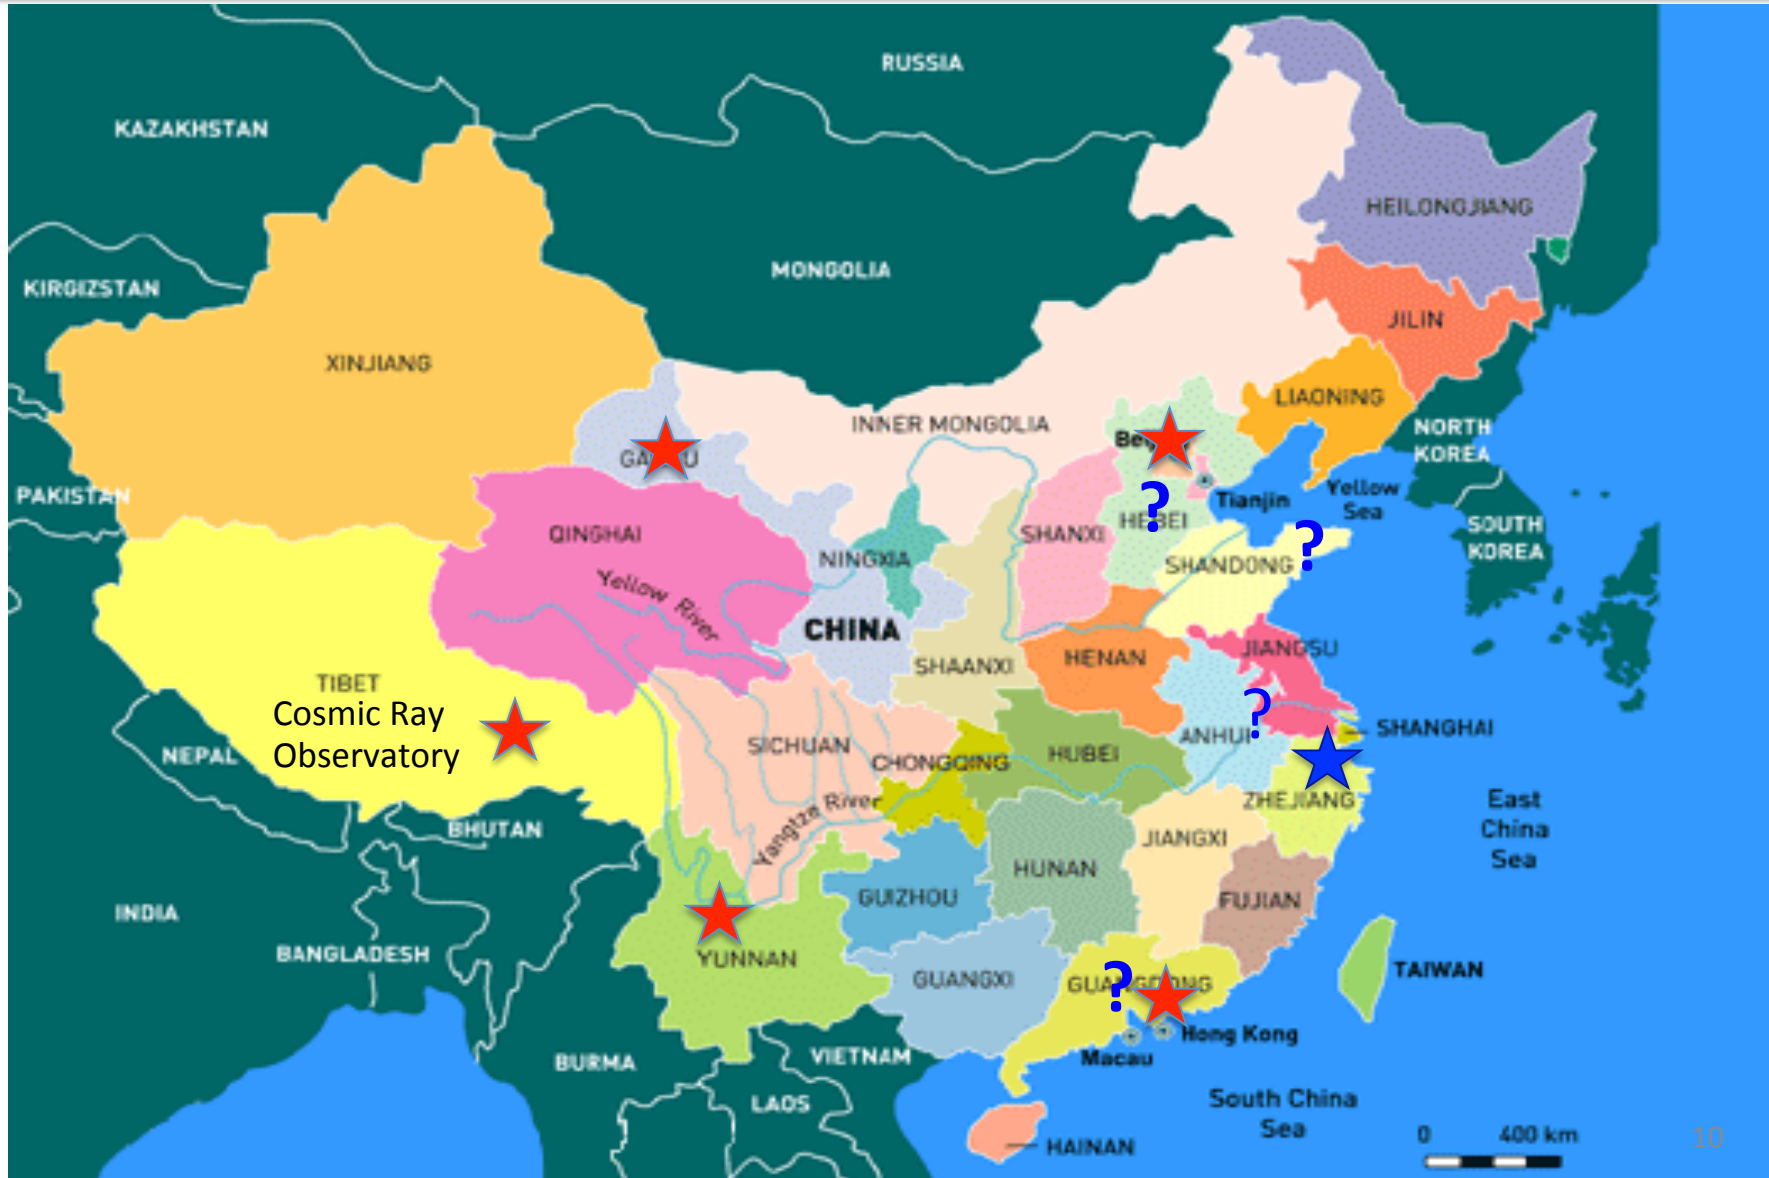 RUSSIA
KAZAKHSTAN
HEILONGJIANG
MONGOLIA
KIRGIZSTAN
JILIN
XINJIANG
LIAONING
INNER MONGOLIA
NORTH
KOREA
PAKISTAN
Tianjin
Yellow
Sea
?
HEBEI
SHANXI
QINGHAI
?
SOUTH
KOREA
NINGXIA
SHANDONG
Yellow River
CHINA
SHAANXI
HENAN
JIANGSU
TIBET
Cosmic Ray
Observatory
NEPAL
SICHUAN
CHONGQING
HUBEI
ANHUI
?
SHANGHAI
ZHEJIANG
East
China
Sea
BHUTAN
Yangtze River
JIANGXI
HUNAN
GUIZHOU
FUJIAN
INDIA
BANGLADESH
YUNNAN
GUANGXI
?
GUANGDONG
TAIWAN
Hong Kong
Macau
BURMA
VIETNAM
LAOS
South China
Sea
HAINAN
0 400 km
10